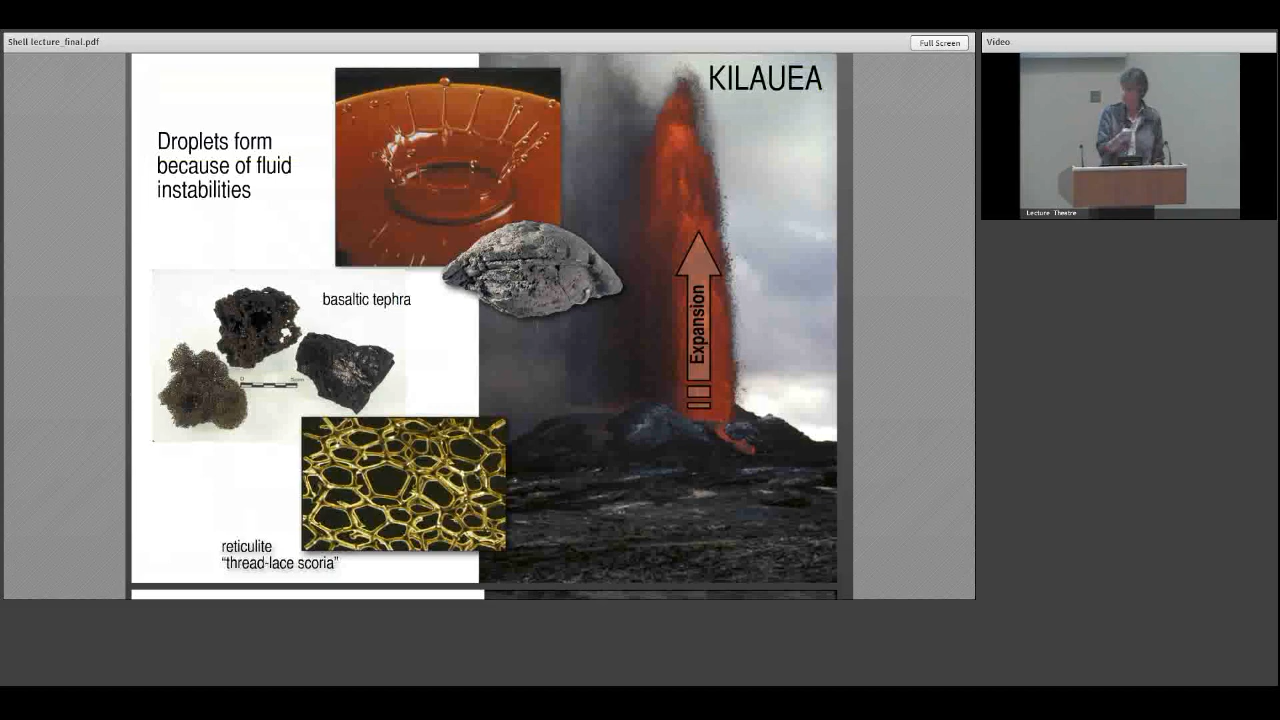 Shell lecture_final.pdf
Full Screen
Video
KILAUEA
Droplets form
because of fluid
instabilities
basaltic tephra
Expansion
reticulite
"thread-lace scoria"
Lecture Theatre